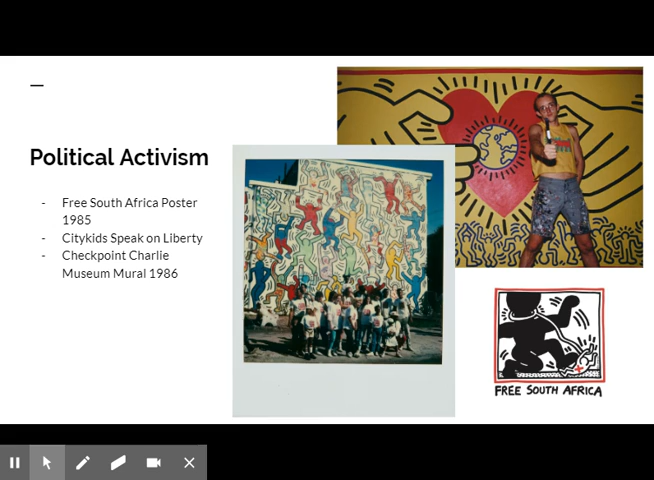 Political Activism
- Free South Africa Poster
1985
- Citykids Speak on Liberty
- Checkpoint Charlie
Museum Mural 1986
FREE SOUTH AFRICA